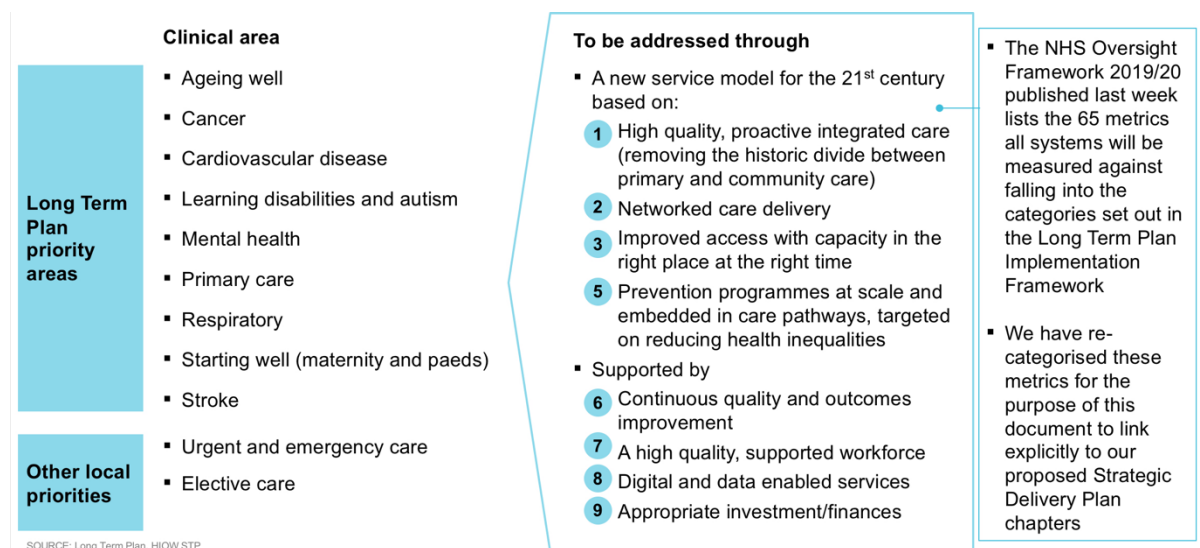 Clinical area
Long Term
Plan
priority
areas
▪ Ageing well
▪ Cancer
▪ Cardiovascular disease
▪ Learning disabilities and autism
▪ Mental health
▪ Primary care
▪ Respiratory
▪ Starting well (maternity and paeds)
▪ Stroke
Other local
priorities
▪ Urgent and emergency care
▪ Elective care
SOURCE: Long Term Plan, HIOW STP
To be addressed through
▪ A new service model for the 21st century
based on:
1 High quality, proactive integrated care
(removing the historic divide between
primary and community care)
2 Networked care delivery
3 Improved access with capacity in the
right place at the right time
5 Prevention programmes at scale and
embedded in care pathways, targeted
on reducing health inequalities
▪ Supported by
6 Continuous quality and outcomes
improvement
7 A high quality, supported workforce
8 Digital and data enabled services
9 Appropriate investment/finances
▪ The NHS Oversight
Framework 2019/20
published last week
lists the 65 metrics
all systems will be
measured against
falling into the
categories set out in
the Long Term Plan
Implementation
Framework
▪ We have re-
categorised these
metrics for the
purpose of this
document to link
explicitly to our
proposed Strategic
Delivery Plan
chapters